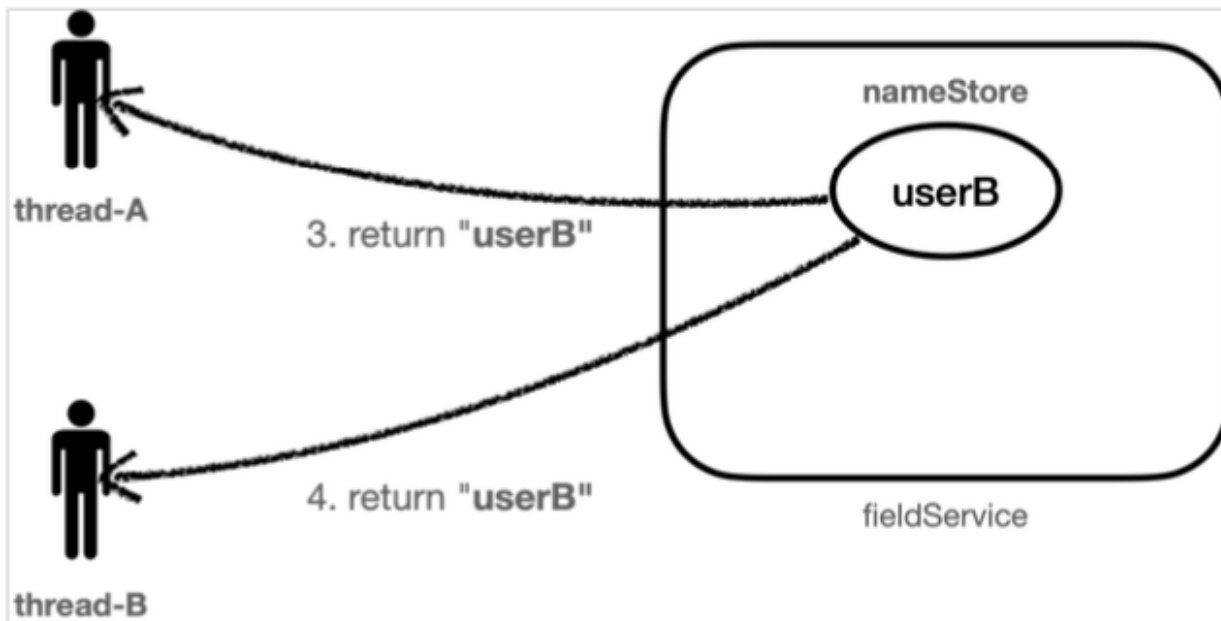 nameStore
userB
thread-A
3. return "userB"
4. return "userB"
fieldService
thread-B